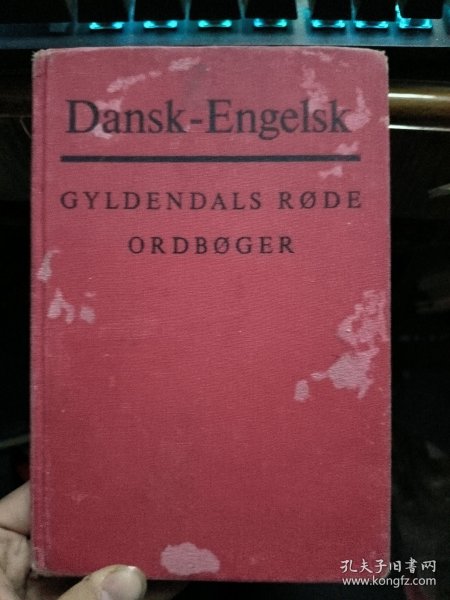 Dansk-Engelsk
GYLDENDALS RØDE
ORDBØGER
孔夫子旧书网
www.kongfz.com